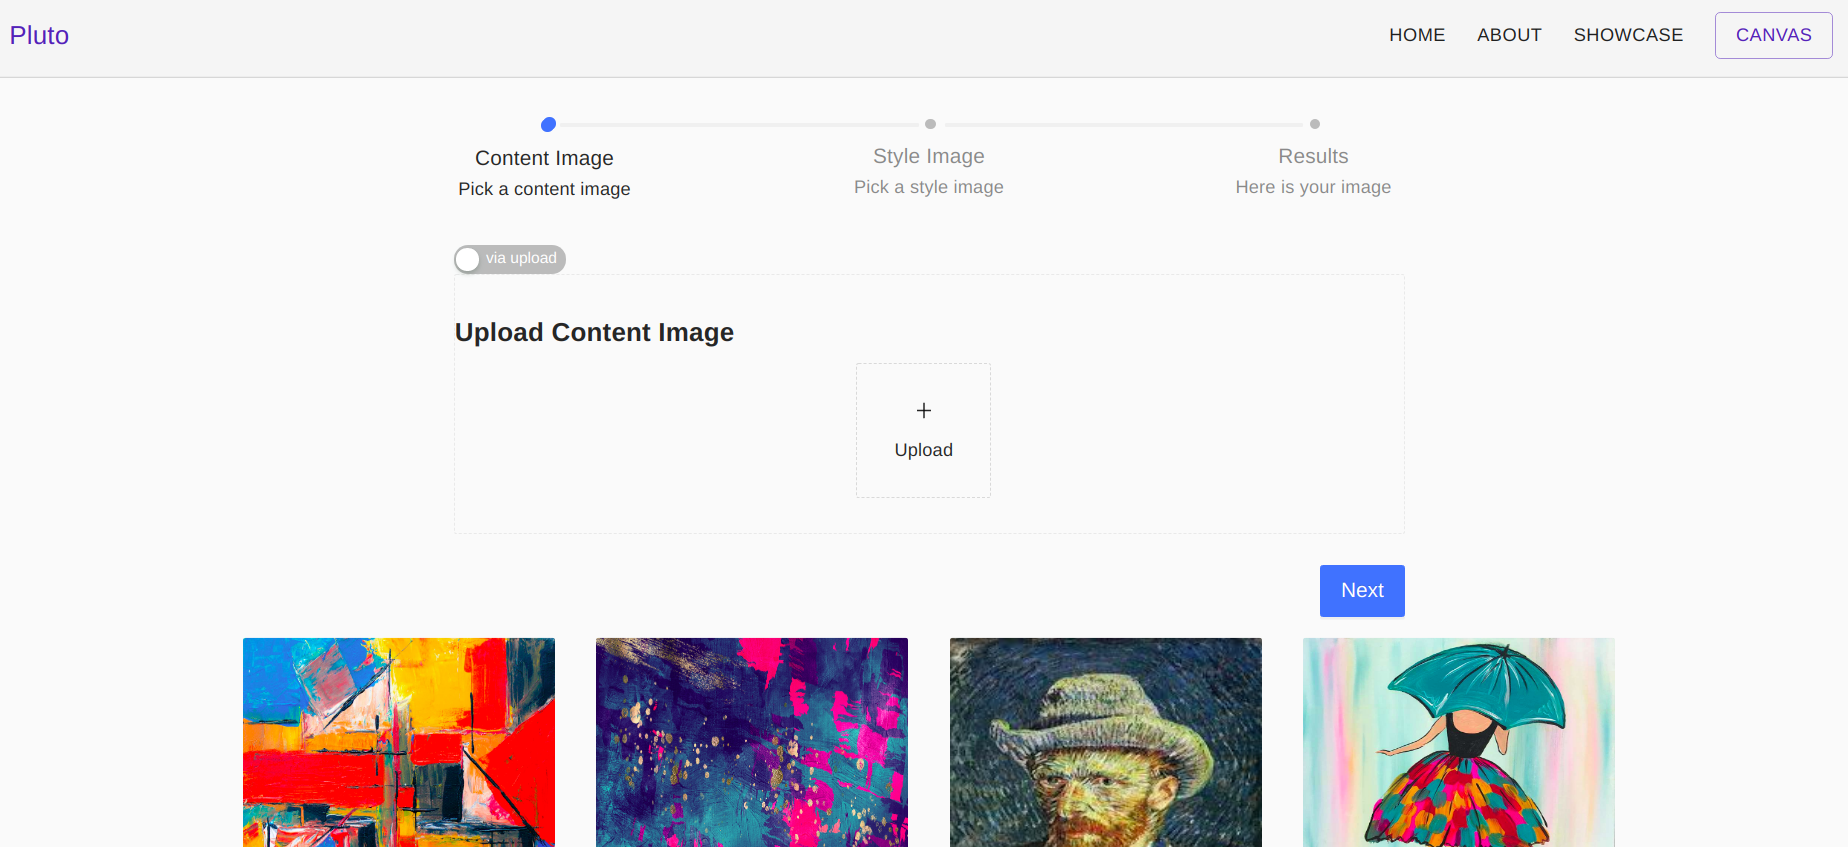 Pluto
HOME ABOUT SHOWCASE CANVAS
Content Image
Pick a content image
Style Image
Pick a style image
Results
Here is your image
via upload
Upload Content Image
Upload
Next